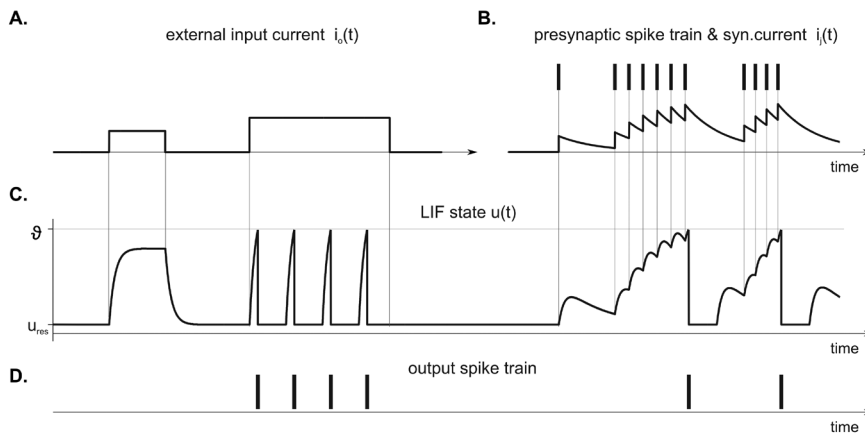 A.
external input current i₀(t)
B.
presynaptic spike train & syn.current iⱼ(t)
time
C.
LIF state u(t)
ϑ
uᵣₑₛ
time
D.
output spike train
time